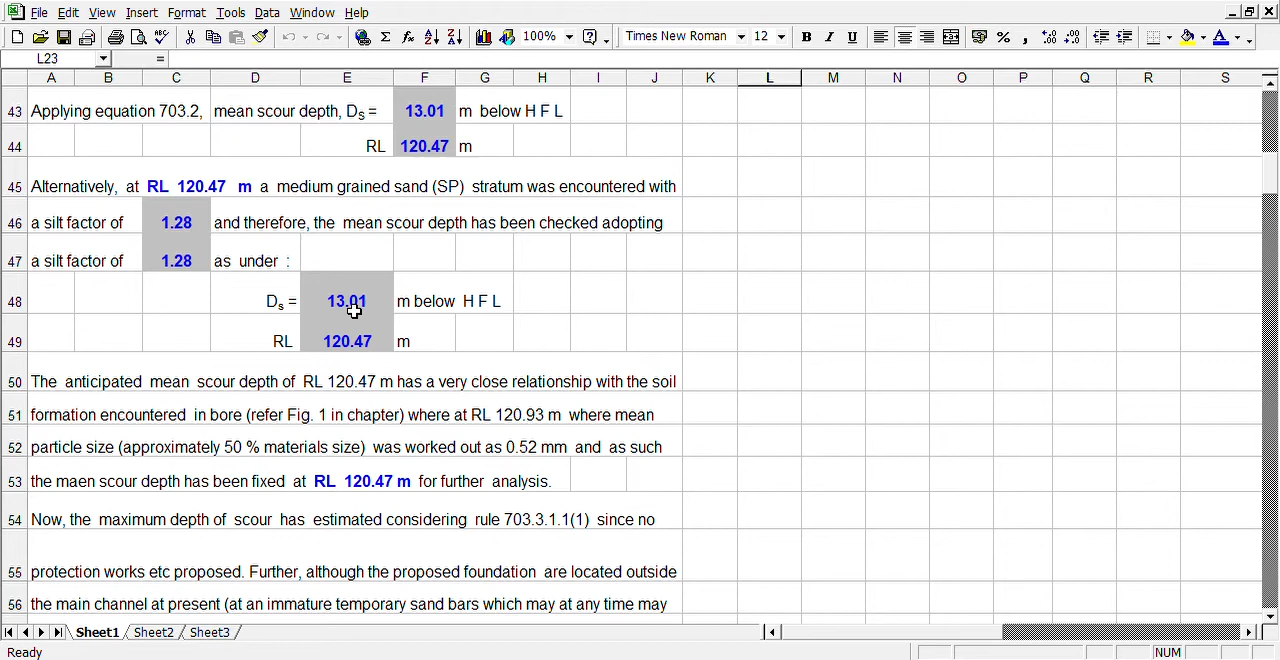 File Edit View Insert Format Tools Data Window Help
100% Times New Roman 12 B I U
L23 =
A B C D E F G H I J K L M N O P Q R S
43 Applying equation 703.2, mean scour depth, Ds = 13.01 m below H F L
44 RL 120.47 m
45 Alternatively, at RL 120.47 m a medium grained sand (SP) stratum was encountered with
46 a silt factor of 1.28 and therefore, the mean scour depth has been checked adopting
47 a silt factor of 1.28 as under :
48 Ds = 13.01 m below H F L
49 RL 120.47 m
50 The anticipated mean scour depth of RL 120.47 m has a very close relationship with the soil
51 formation encountered in bore (refer Fig. 1 in chapter) where at RL 120.93 m where mean
52 particle size (approximately 50 % materials size) was worked out as 0.52 mm and as such
53 the maen scour depth has been fixed at RL 120.47 m for further analysis.
54 Now, the maximum depth of scour has estimated considering rule 703.3.1.1(1) since no
55 protection works etc proposed. Further, although the proposed foundation are located outside
56 the main channel at present (at an immature temporary sand bars which may at any time may
Sheet1 Sheet2 Sheet3
Ready NUM